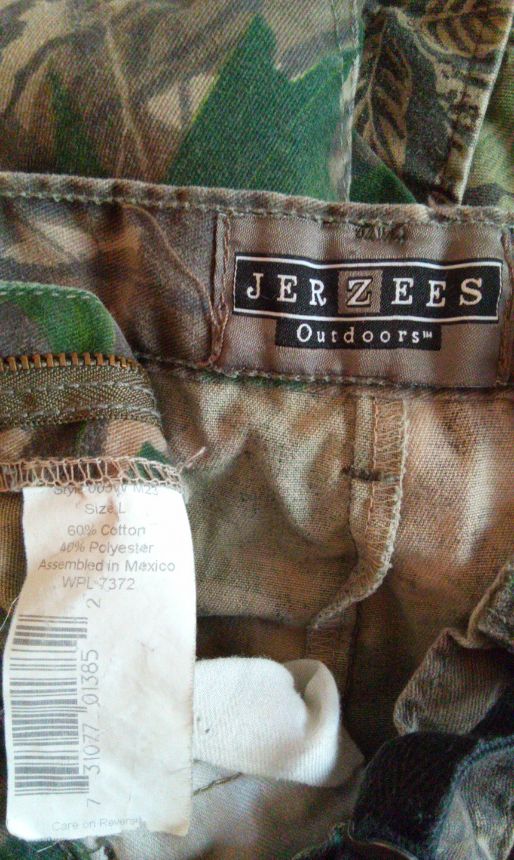 JERZEES
Outdoors™
Size L
60% Cotton
40% Polyester
Assembled in Mexico
WPL 7372
7 31077 01385 2
Care on Reverse